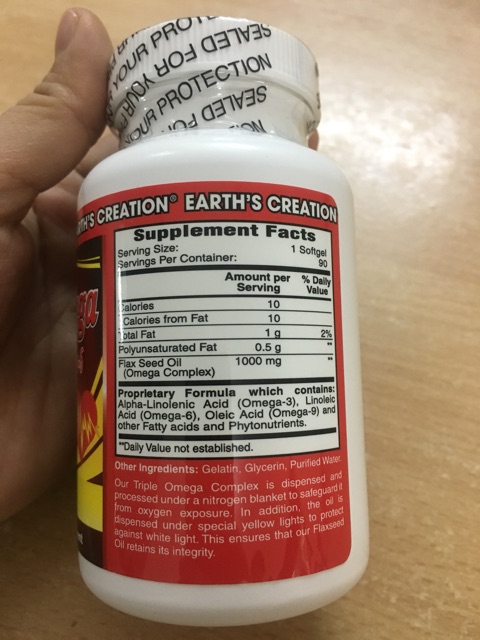 YOUR PROT
SEALED FOR YOUR
OUR PROTECTION
SEALED FOR YOUR
EARTH'S CREATION® EARTH'S CREATION
Supplement Facts
Serving Size: 1 Softgel
Servings Per Container: 90
Amount per Serving % Daily Value
Calories 10
Calories from Fat 10
Total Fat 1 g 2%
Polyunsaturated Fat 0.5 g **
Flax Seed Oil 1000 mg **
(Omega Complex)
Proprietary Formula which contains:
Alpha-Linolenic Acid (Omega-3), Linoleic
Acid (Omega-6), Oleic Acid (Omega-9) and
other Fatty acids and Phytonutrients.
**Daily Value not established.
Other Ingredients: Gelatin, Glycerin, Purified Water.
Our Triple Omega Complex is dispensed and
processed under a nitrogen blanket to safeguard it
from oxygen exposure. In addition, the oil is
dispensed under special yellow lights to protect
against white light. This ensures that our Flaxseed
Oil retains its integrity.